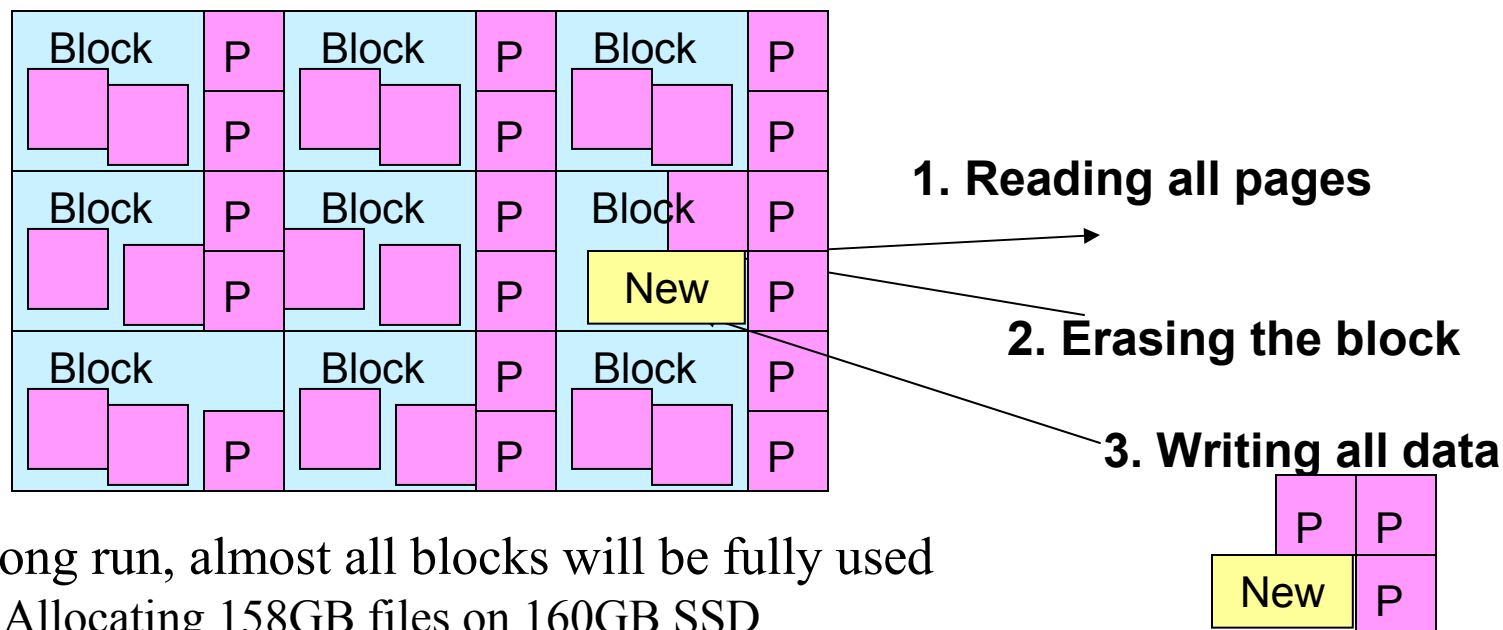 Block P Block P Block P
P P P
1. Reading all pages
Block P Block P Block P
P P New P
2. Erasing the block
Block P Block P
Block P
3. Writing all data
P P P
P P
New P
ong run, almost all blocks will be fully used
Allocating 158GB files on 160GB SSD